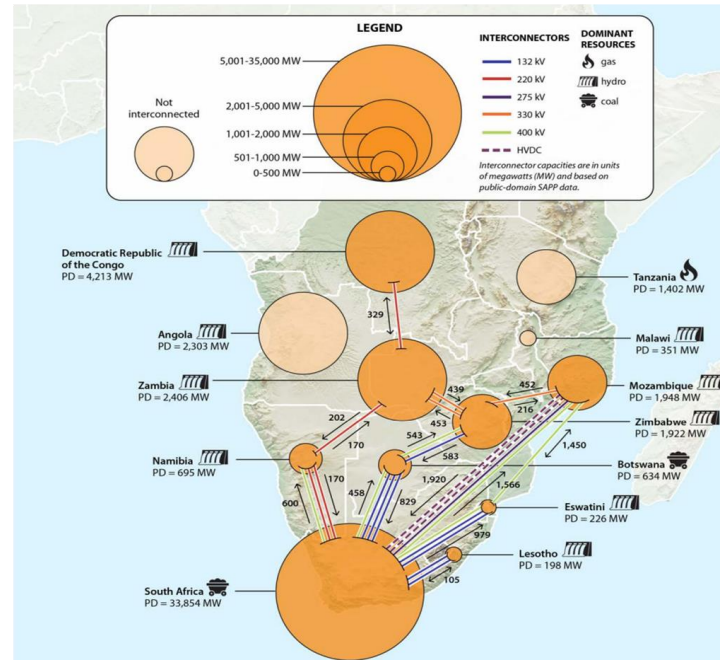 LEGEND
Not
interconnected
5,001-35,000 MW
2,001-5,000 MW
1,001-2,000 MW
501-1,000 MW
0-500 MW
INTERCONNECTORS
132 kV
220 kV
275 kV
330 kV
400 kV
HVDC
DOMINANT
RESOURCES
gas
hydro
coal
Interconnector capacities are in units
of megawatts (MW) and based on
public-domain SAPP data.
Democratic Republic
of the Congo
PD = 4,213 MW
Tanzania
PD = 1,402 MW
329
Angola
PD = 2,303 MW
Malawi
PD = 351 MW
Zambia
PD = 2,406 MW
439
452
Mozambique
PD = 1,948 MW
202
453
216
Zimbabwe
PD = 1,922 MW
170
543
583
1,450
Namibia
PD = 695 MW
Botswana
PD = 634 MW
170
458
1,920
1,566
600
829
Eswatini
PD = 226 MW
979
Lesotho
PD = 198 MW
105
South Africa
PD = 33,854 MW